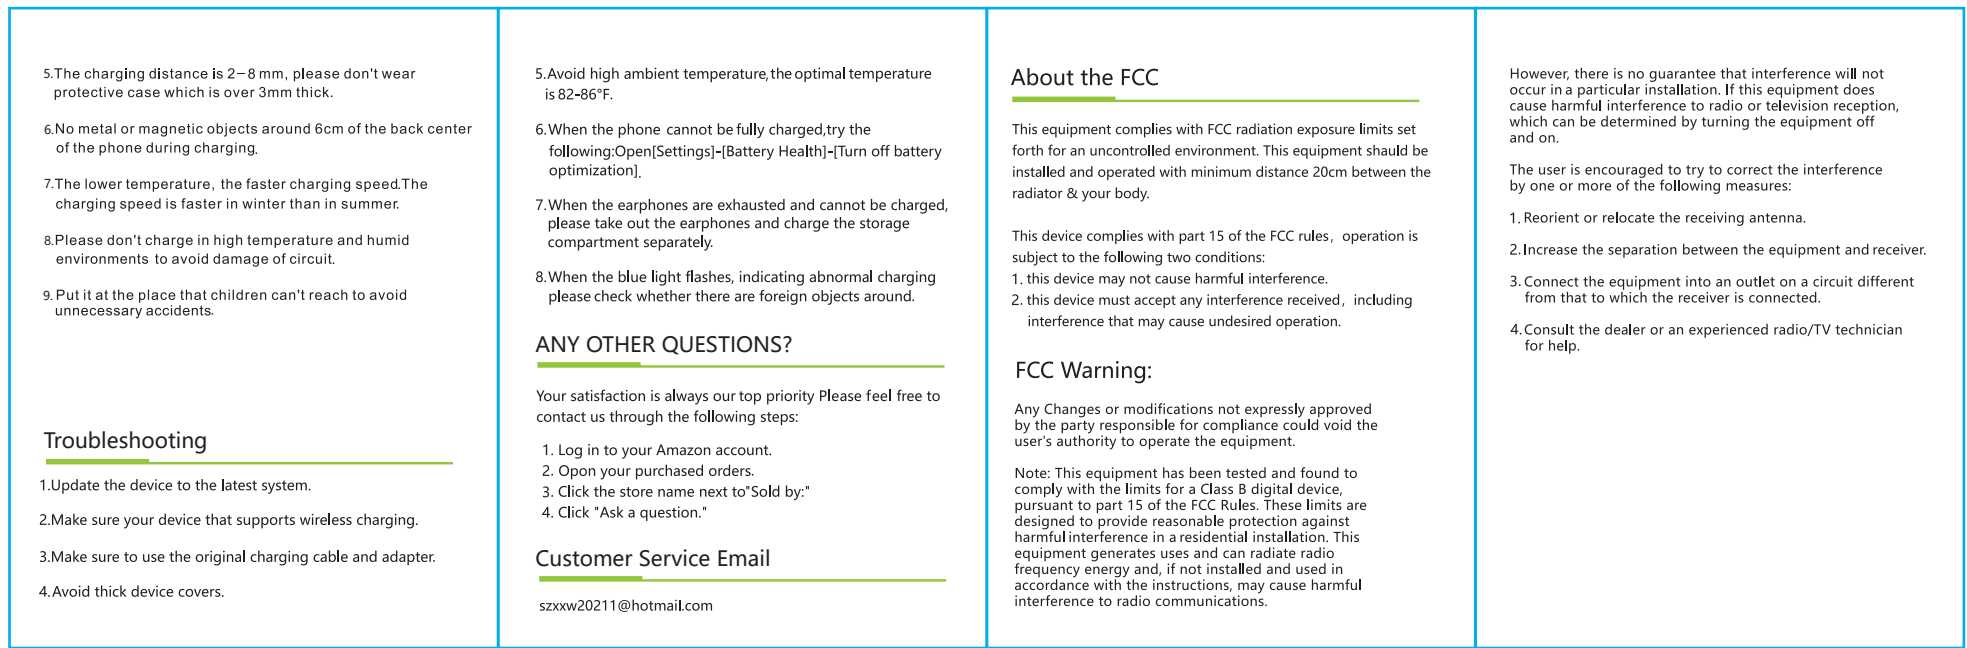 5.The charging distance is 2–8 mm, please don't wear
protective case which is over 3mm thick.
6.No metal or magnetic objects around 6cm of the back center
of the phone during charging.
7.The lower temperature, the faster charging speed.The
charging speed is faster in winter than in summer.
8.Please don't charge in high temperature and humid
environments to avoid damage of circuit.
9. Put it at the place that children can't reach to avoid
unnecessary accidents.
Troubleshooting
1.Update the device to the latest system.
2.Make sure your device that supports wireless charging.
3.Make sure to use the original charging cable and adapter.
4.Avoid thick device covers.
5.Avoid high ambient temperature,the optimal temperature
is 82-86°F.
6.When the phone cannot be fully charged,try the
following:Open[Settings]-[Battery Health]-[Turn off battery
optimization].
7.When the earphones are exhausted and cannot be charged,
please take out the earphones and charge the storage
compartment separately.
8.When the blue light flashes, indicating abnormal charging
please check whether there are foreign objects around.
ANY OTHER QUESTIONS?
Your satisfaction is always our top priority Please feel free to
contact us through the following steps:
1. Log in to your Amazon account.
2. Opon your purchased orders.
3. Click the store name next to"Sold by:"
4. Click "Ask a question."
Customer Service Email
szxxw20211@hotmail.com
About the FCC
This equipment complies with FCC radiation exposure limits set
forth for an uncontrolled environment. This equipment shauld be
installed and operated with minimum distance 20cm between the
radiator & your body.
This device complies with part 15 of the FCC rules, operation is
subject to the following two conditions:
1. this device may not cause harmful interference.
2. this device must accept any interference received, including
interference that may cause undesired operation.
FCC Warning:
Any Changes or modifications not expressly approved
by the party responsible for compliance could void the
user's authority to operate the equipment.
Note: This equipment has been tested and found to
comply with the limits for a Class B digital device,
pursuant to part 15 of the FCC Rules. These limits are
designed to provide reasonable protection against
harmful interference in a residential installation. This
equipment generates uses and can radiate radio
frequency energy and, if not installed and used in
accordance with the instructions, may cause harmful
interference to radio communications.
However, there is no guarantee that interference will not
occur in a particular installation. If this equipment does
cause harmful interference to radio or television reception,
which can be determined by turning the equipment off
and on.
The user is encouraged to try to correct the interference
by one or more of the following measures:
1. Reorient or relocate the receiving antenna.
2.Increase the separation between the equipment and receiver.
3. Connect the equipment into an outlet on a circuit different
from that to which the receiver is connected.
4.Consult the dealer or an experienced radio/TV technician
for help.